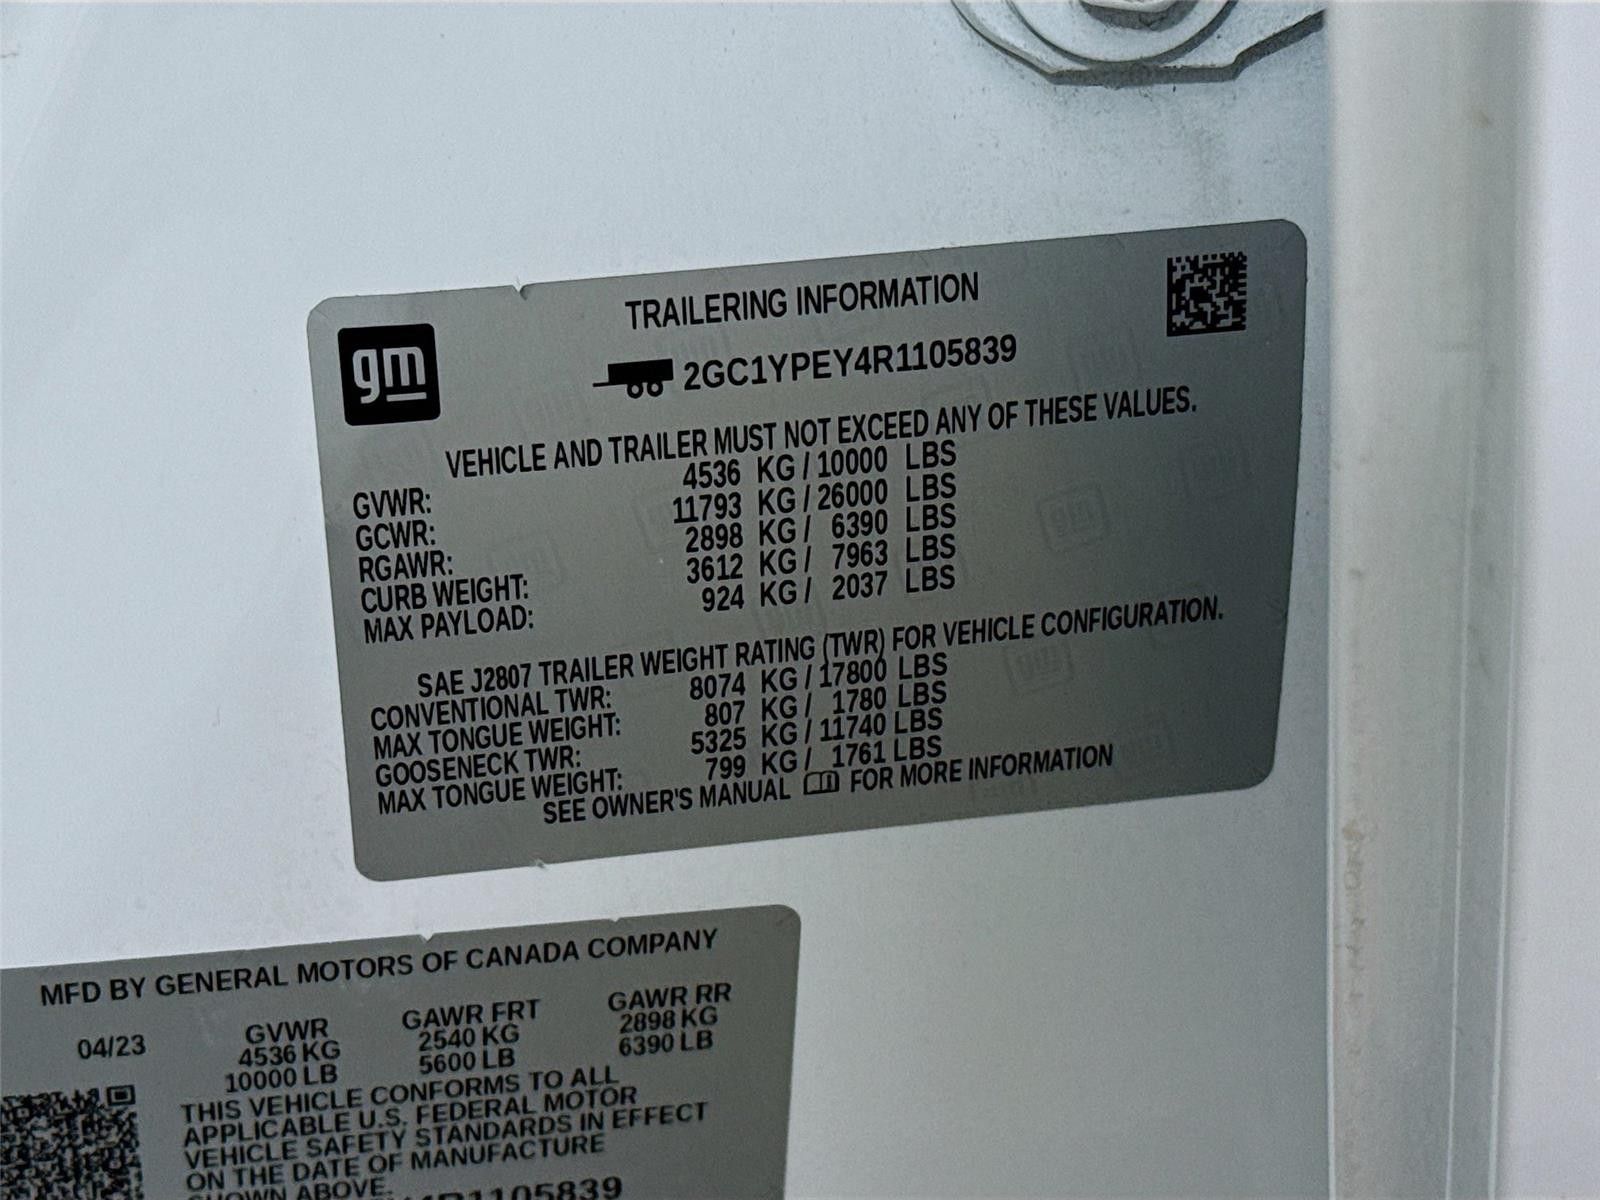 gm
TRAILERING INFORMATION
2GC1YPEY4R1105839
VEHICLE AND TRAILER MUST NOT EXCEED ANY OF THESE VALUES.
GVWR: 4536 KG / 10000 LBS
GCWR: 11793 KG / 26000 LBS
RGAWR: 2898 KG / 6390 LBS
CURB WEIGHT: 3612 KG / 7963 LBS
MAX PAYLOAD: 924 KG / 2037 LBS
SAE J2807 TRAILER WEIGHT RATING (TWR) FOR VEHICLE CONFIGURATION.
CONVENTIONAL TWR: 8074 KG / 17800 LBS
MAX TONGUE WEIGHT: 807 KG / 1780 LBS
GOOSENECK TWR: 5325 KG / 11740 LBS
MAX TONGUE WEIGHT: 799 KG / 1761 LBS
SEE OWNER'S MANUAL FOR MORE INFORMATION
MFD BY GENERAL MOTORS OF CANADA COMPANY
04/23 GVWR GAWR FRT GAWR RR
4536 KG 2540 KG 2898 KG
10000 LB 5600 LB 6390 LB
THIS VEHICLE CONFORMS TO ALL
APPLICABLE U.S. FEDERAL MOTOR
VEHICLE SAFETY STANDARDS IN EFFECT
ON THE DATE OF MANUFACTURE
SHOWN ABOVE.
4R1105839